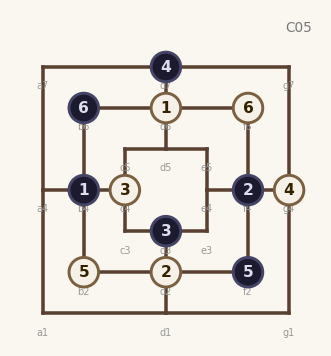 C05
4
a7 d7 g7
6 1 6
b6 d6 f6
c5 d5 e5
1 3 2 4
a4 b4 c4 e4 f4 g4
3
c3 d3 e3
5 2 5
b2 d2 f2
a1 d1 g1